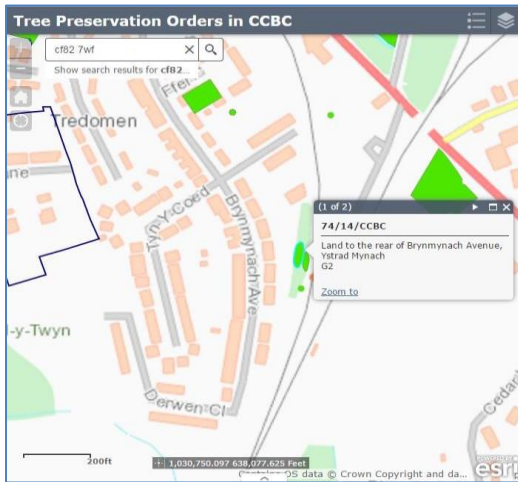 Tree Preservation Orders in CCBC
cf82 7wf
Show search results for cf82...
Tredomen
Tyn-Y-Coed
Brynmynach Ave
(1 of 2)
74/14/CCBC
Land to the rear of Brynmynach Avenue,
Ystrad Mynach
G2
Zoom to
-y-Twyn
Derwen Cl
Cedar
200ft
1,030,750.097 638,077.625 Feet
Contains OS data © Crown Copyright and da...
esri